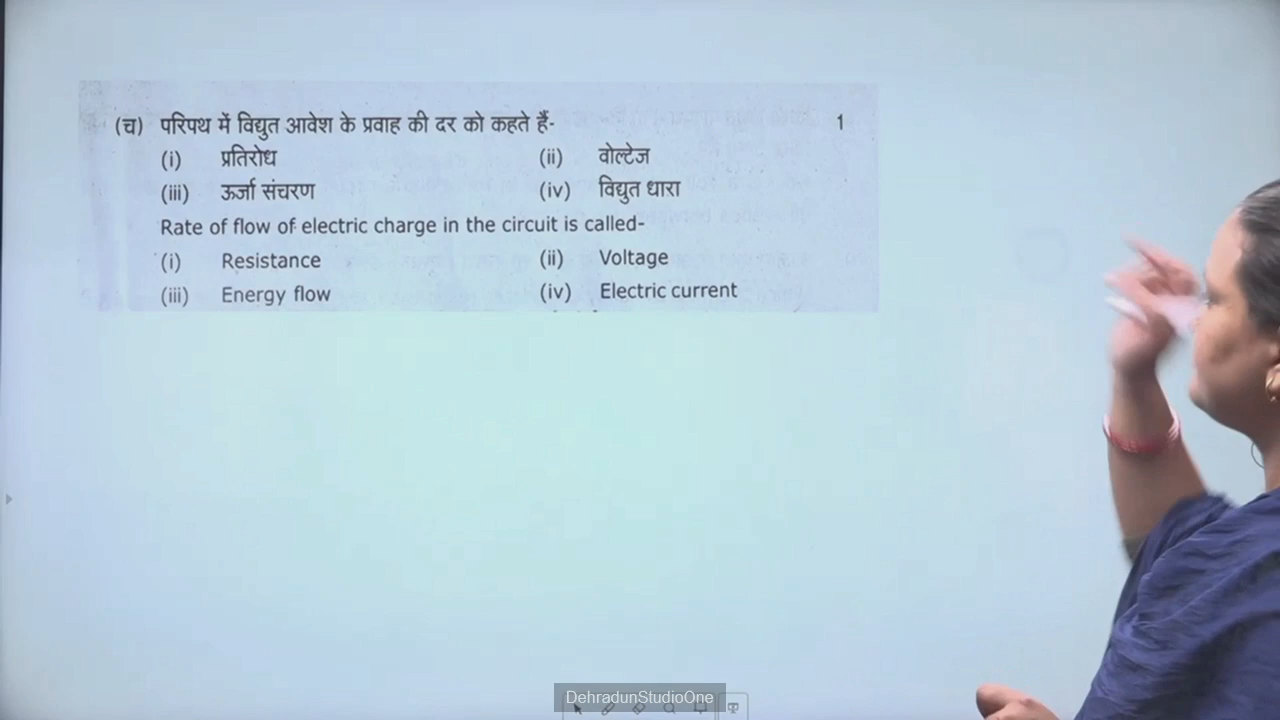 (च) परिपथ में विद्युत आवेश के प्रवाह की दर को कहते हैं- 1
(i) प्रतिरोध (ii) वोल्टेज
(iii) ऊर्जा संचरण (iv) विद्युत धारा
Rate of flow of electric charge in the circuit is called-
(i) Resistance (ii) Voltage
(iii) Energy flow (iv) Electric current
DehradunStudioOne